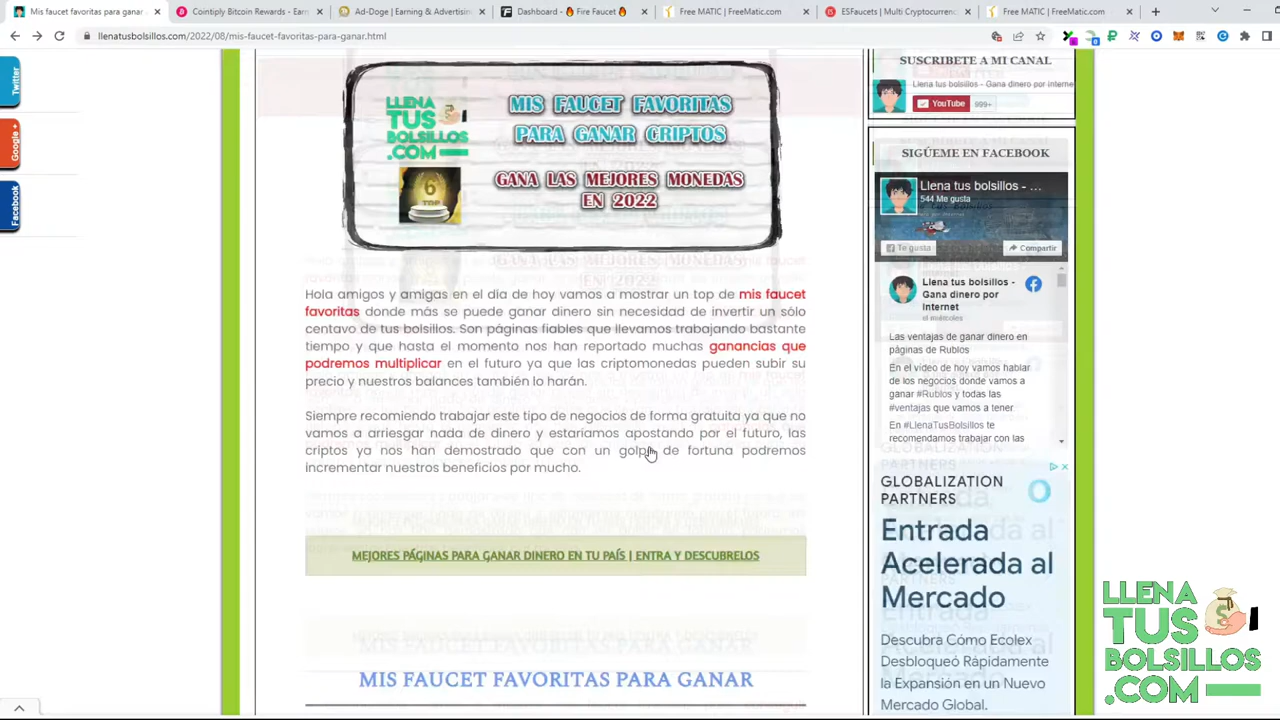 Mis faucet favoritas para ganar
Cointiply Bitcoin Rewards - Earn
Ad-Doge | Earning & Advertising
Dashboard - 🔥 Fire Faucet 🔥
Free MATIC | FreeMatic.com
ESFaucets | Multi Cryptocurrenc
Free MATIC | FreeMatic.com
llenatusbolsillos.com/2022/08/mis-faucet-favoritas-para-ganar.html
Twitter
Google +
Facebook
LLENA
TUS
BOLSILLOS
.COM
6
TOP
MIS FAUCET FAVORITAS
PARA GANAR CRIPTOS
GANA LAS MEJORES MONEDAS
EN 2022
Hola amigos y amigas en el día de hoy vamos a mostrar un top de mis faucet
favoritas donde más se puede ganar dinero sin necesidad de invertir un sólo
centavo de tus bolsillos. Son páginas fiables que llevamos trabajando bastante
tiempo y que hasta el momento nos han reportado muchas ganancias que
podremos multiplicar en el futuro ya que las criptomonedas pueden subir su
precio y nuestros balances también lo harán.
Siempre recomiendo trabajar este tipo de negocios de forma gratuita ya que no
vamos a arriesgar nada de dinero y estaríamos apostando por el futuro, las
criptos ya nos han demostrado que con un golpe de fortuna podremos
incrementar nuestros beneficios por mucho.
MEJORES PÁGINAS PARA GANAR DINERO EN TU PAÍS | ENTRA Y DESCUBRELOS
MIS FAUCET FAVORITAS PARA GANAR
SUSCRIBETE A MI CANAL
Llena tus bolsillos - Gana dinero por interne
YouTube 999+
SIGÚEME EN FACEBOOK
Llena tus bolsillos - ...
544 Me gusta
Te gusta
Compartir
Llena tus bolsillos -
Gana dinero por
internet
el miércoles
Las ventajas de ganar dinero en
páginas de Rublos
En el vídeo de hoy vamos hablar
de los negocios donde vamos a
ganar #Rublos y todas las
#ventajas que vamos a tener
En #LlenaTusBolsillos te
recomendamos trabajar con las
GLOBALIZATION
PARTNERS
Entrada
Acelerada al
Mercado
Descubra Cómo Ecolex
Desbloqueó Rápidamente
la Expansión en un Nuevo
Mercado Global.
LLENA
TUS
BOLSILLOS
.COM